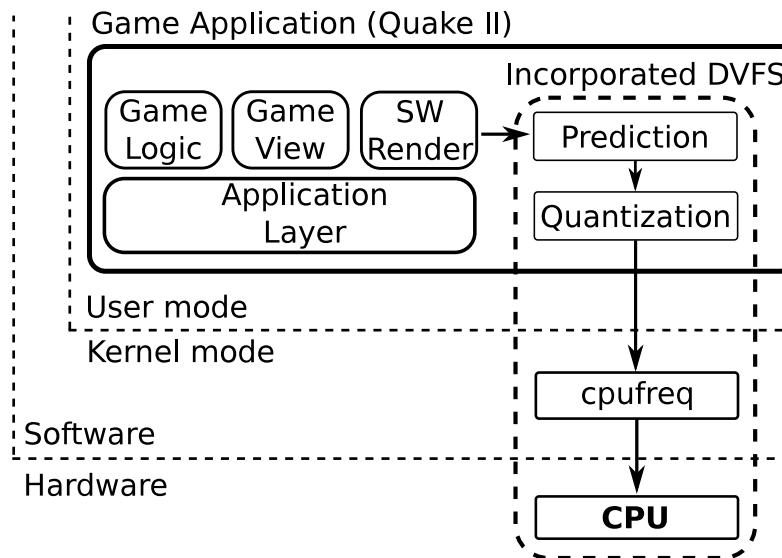 Game Application (Quake II)
Incorporated DVFS
Game
Logic
Game
View
SW
Render
Prediction
Application
Layer
Quantization
User mode
Kernel mode
cpufreq
Software
Hardware
CPU